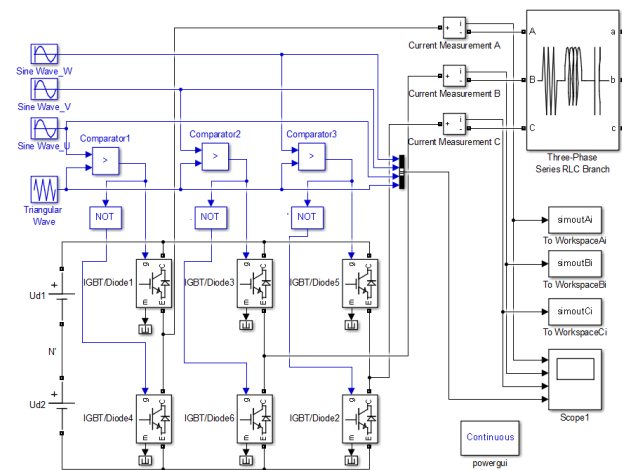 i
+
-
Current Measurement A
A
a
Sine Wave_W
i
+
-
Current Measurement B
B
b
Sine Wave_V
i
+
-
Current Measurement C
C
c
Sine Wave_U
Comparator1
Comparator2
Comparator3
>
>
>
Three-Phase
Series RLC Branch
Triangular
Wave
NOT
NOT
NOT
simoutAi
To WorkspaceAi
simoutBi
To WorkspaceBi
simoutCi
To WorkspaceCi
+
Ud1
IGBT/Diode1
g
C
m
E
IGBT/Diode3
g
C
m
E
IGBT/Diode5
g
C
m
E
N'
+
Ud2
IGBT/Diode4
g
C
m
E
IGBT/Diode6
g
C
m
E
IGBT/Diode2
g
C
m
E
Scope1
Continuous
powergui